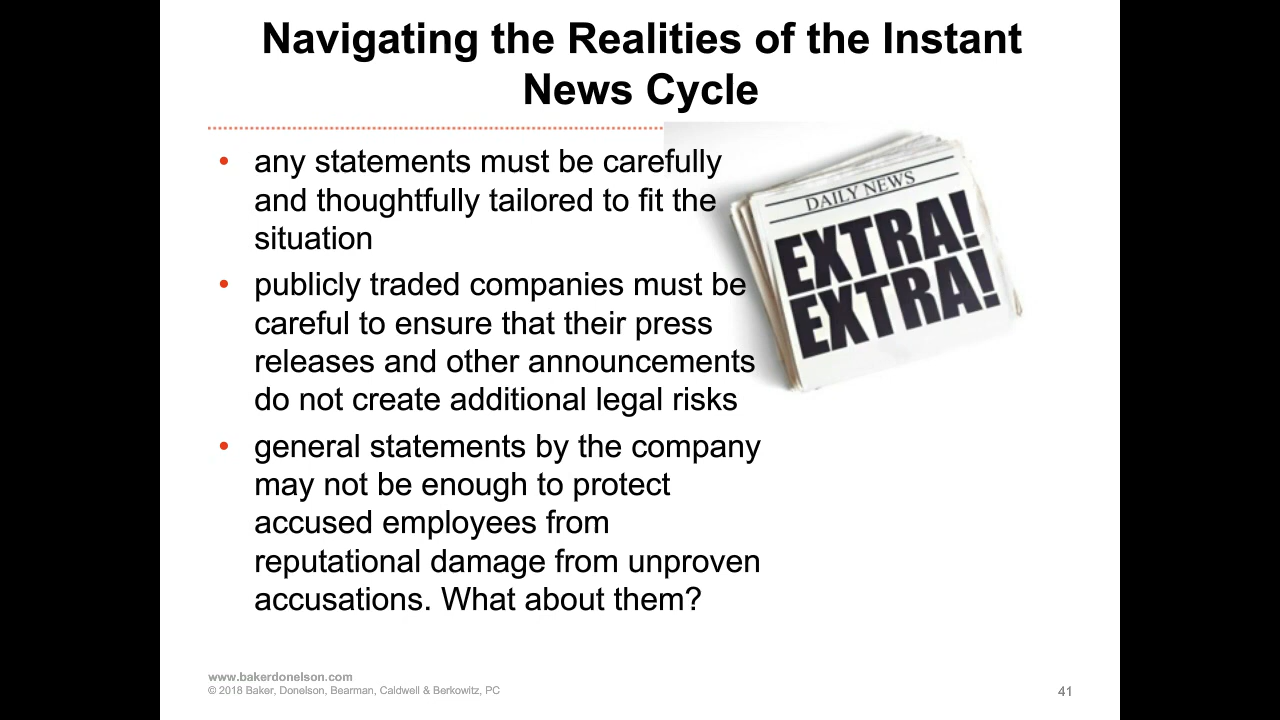 Navigating the Realities of the Instant
News Cycle
• any statements must be carefully
and thoughtfully tailored to fit the
situation
• publicly traded companies must be
careful to ensure that their press
releases and other announcements
do not create additional legal risks
• general statements by the company
may not be enough to protect
accused employees from
reputational damage from unproven
accusations. What about them?
DAILY NEWS
EXTRA!
EXTRA!
www.bakerdonelson.com
© 2018 Baker, Donelson, Bearman, Caldwell & Berkowitz, PC
41